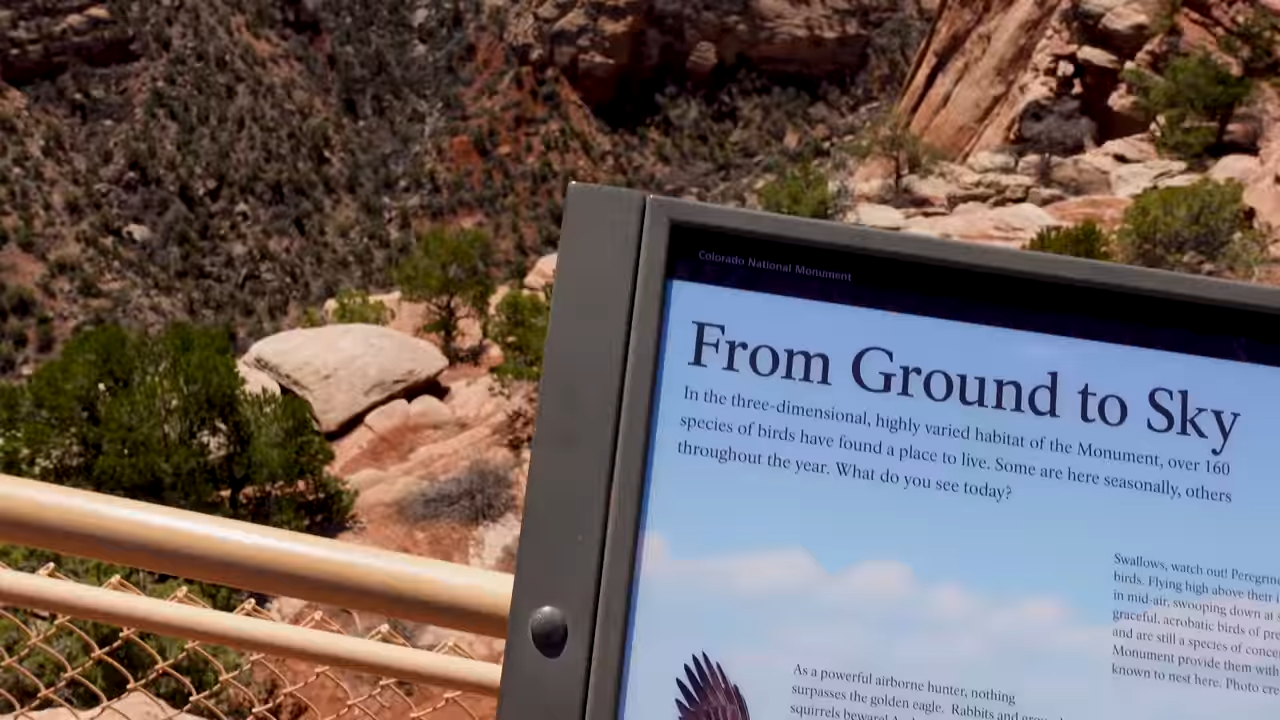 Colorado National Monument
From Ground to Sky
In the three-dimensional, highly varied habitat of the Monument, over 160
species of birds have found a place to live. Some are here seasonally, others
throughout the year. What do you see today?
Swallows, watch out!
birds. Flying high above their
in mid-air, swooping down at
graceful, acrobatic birds of
and are still a species of
Monument provide them
known to nest here. Photo
As a powerful airborne hunter, nothing
surpasses the golden eagle. Rabbits and
squirrels beware!